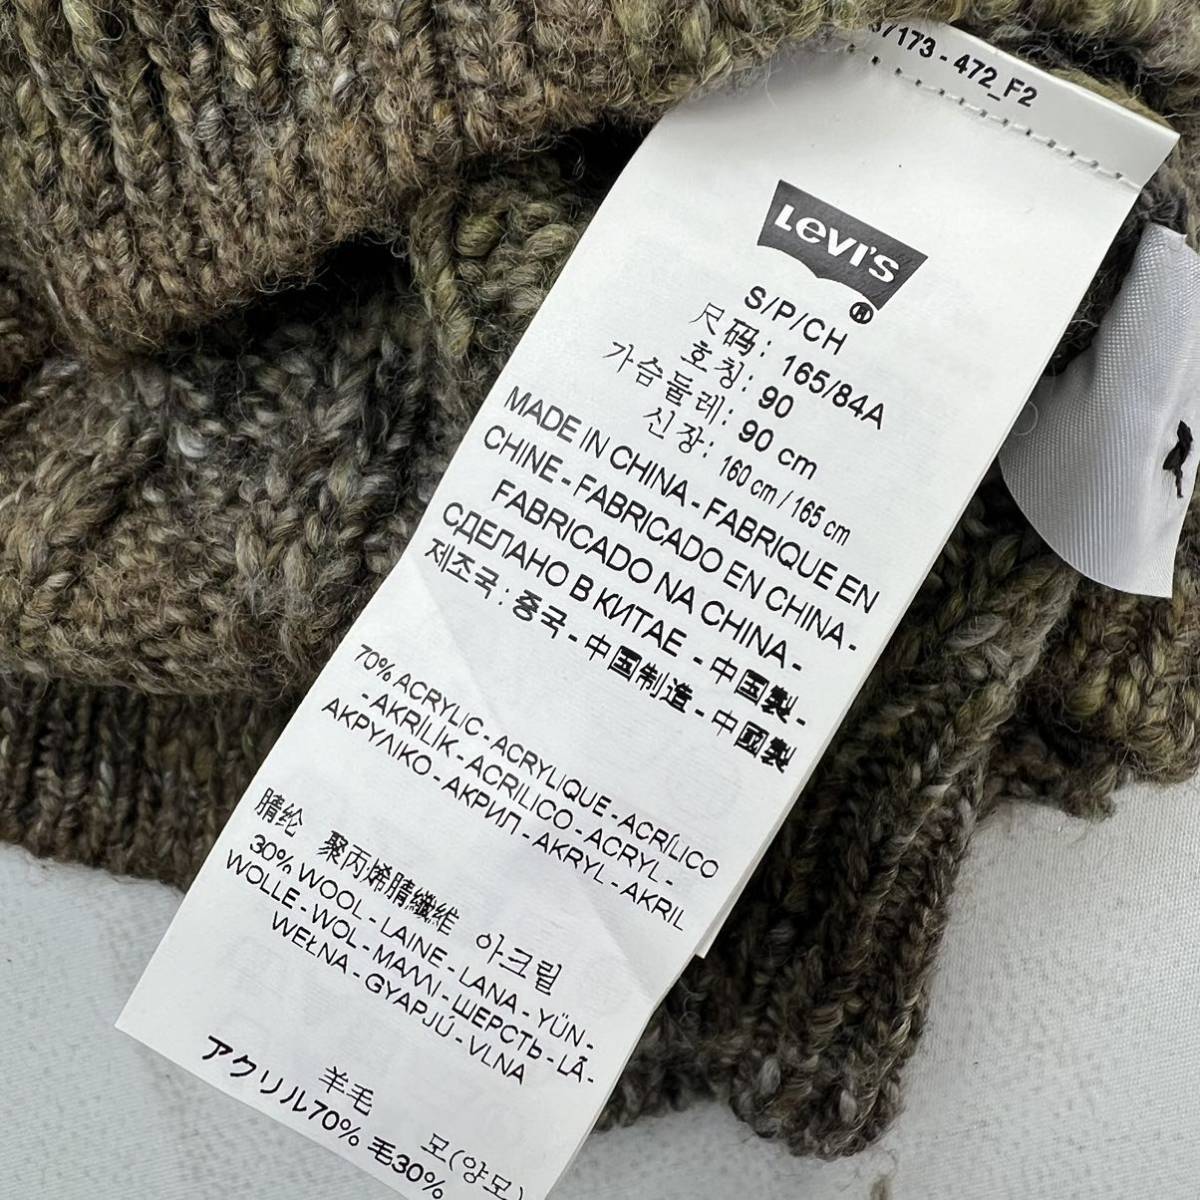 37173 - 472_F2
Levi's
®
S/P/CH
尺码: 165/84A
호칭: 90
가슴둘레: 90 cm
신장: 160 cm / 165 cm
MADE IN CHINA - FABRIQUE EN
CHINE - FABRICADO EN CHINA -
FABRICADO NA CHINA -
СДЕЛАНО В КИТАЕ - 中国製 -
제조국: 중국 - 中国制造 - 中國製
70% ACRYLIC - ACRYLIQUE - ACRÍLICO
- AKRİLİK - ACRILICO - ACRYL -
ΑΚΡΥΛΙΚΟ - АКРИЛ - AKRYL - AKRIL
腈纶 聚丙烯腈纖維 아크릴
30% WOOL - LAINE - LANA - YÜN -
WOLLE - WOL - ΜΑΛΛΙ - ШЕРСТЬ - LÃ -
WEŁNA - GYAPJÚ - VLNA
羊毛 모(양모)
アクリル70% 毛30%